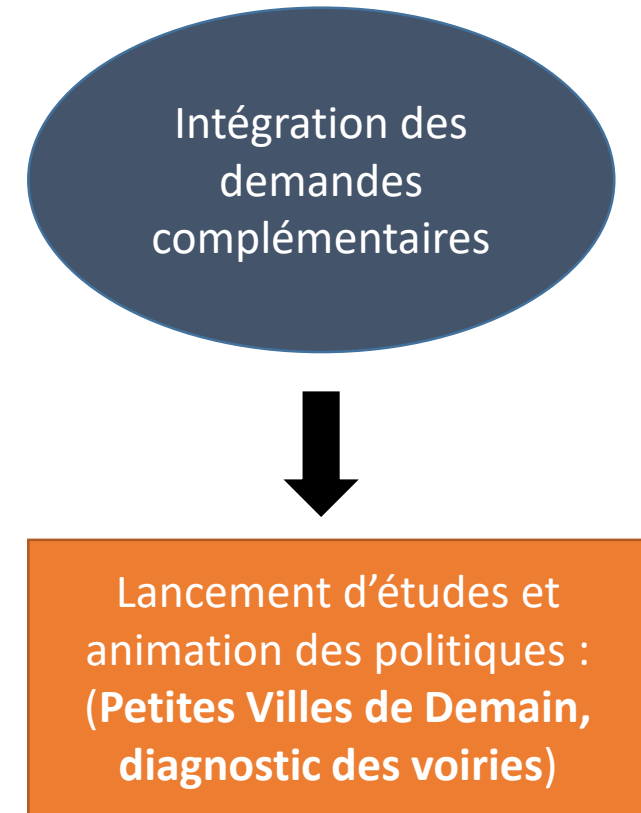 Intégration des
demandes
complémentaires
Lancement d’études et
animation des politiques :
(Petites Villes de Demain,
diagnostic des voiries)